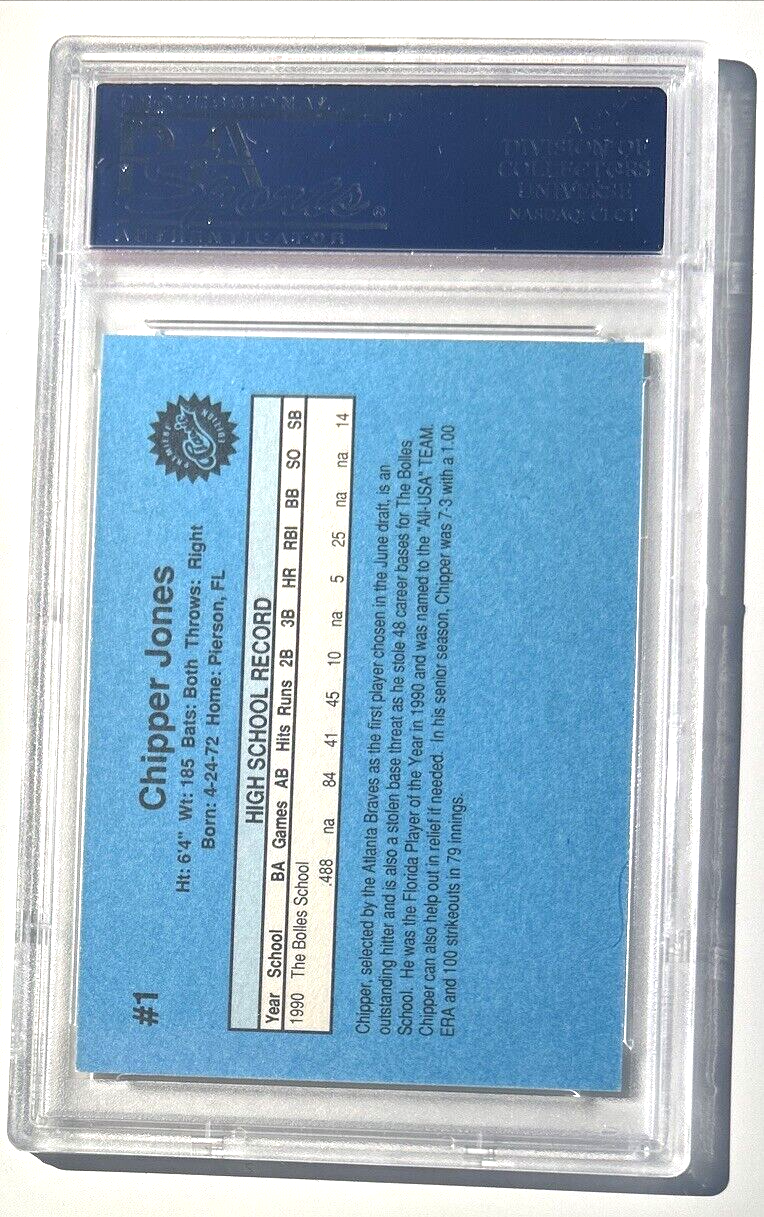 PROFESSIONAL
PSA
Sports ®
AUTHENTICATOR
A
DIVISION OF
COLLECTORS
UNIVERSE
NASDAQ: CLCT
#1
Chipper Jones
Ht: 6'4" Wt: 185 Bats: Both Throws: Right
Born: 4-24-72 Home: Pierson, FL
PREMIERE
EDITION
HIGH SCHOOL RECORD
Year School BA Games AB Hits Runs 2B 3B HR RBI BB SO SB
1990 The Bolles School
.488 na 84 41 45 10 na 5 25 na na 14
Chipper, selected by the Atlanta Braves as the first player chosen in the June draft, is an
outstanding hitter and is also a stolen base threat as he stole 48 career bases for The Bolles
School. He was the Florida Player of the Year in 1990 and was named to the "All-USA" TEAM.
Chipper can also help out in relief if needed. In his senior season, Chipper was 7-3 with a 1.00
ERA and 100 strikeouts in 79 innings.